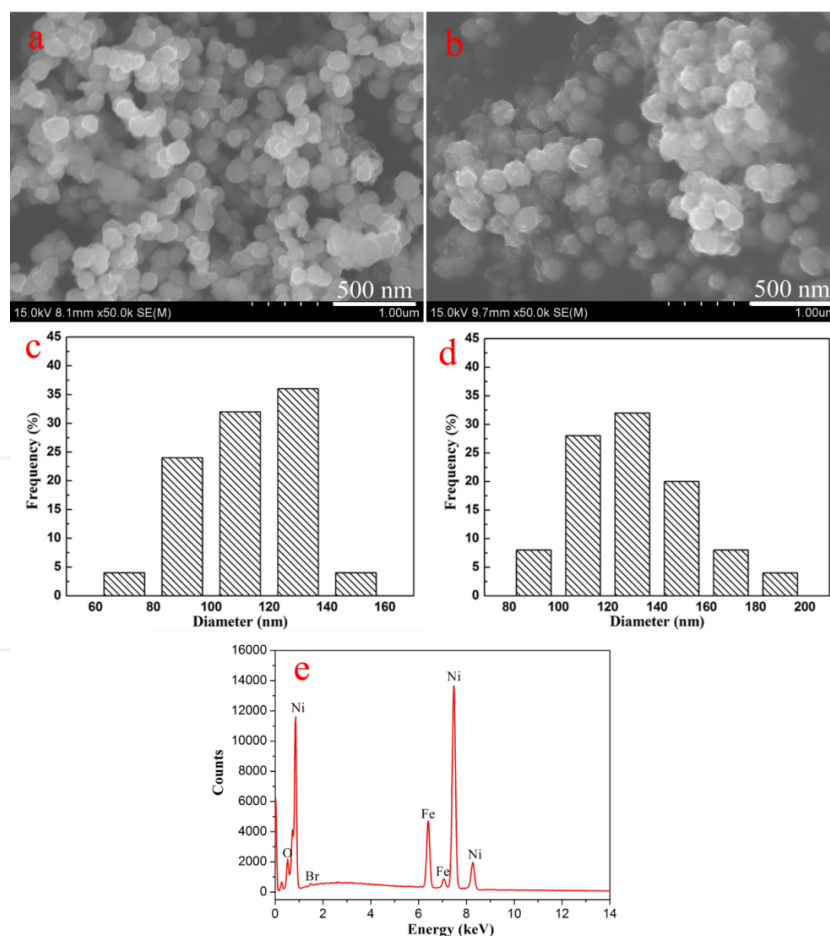 a
500 nm
15.0kV 8.1mm x50.0k SE(M)
1.00um
b
500 nm
15.0kV 9.7mm x50.0k SE(M)
1.00um
c
45
40
35
30
25
20
15
10
5
0
Frequency (%)
60 80 100 120 140 160
Diameter (nm)
d
45
40
35
30
25
20
15
10
5
0
Frequency (%)
80 100 120 140 160 180 200
Diameter (nm)
e
16000
14000
12000
10000
8000
6000
4000
2000
0
Counts
Ni
O
Br
Fe
Fe
Ni
Ni
0 2 4 6 8 10 12 14
Energy (keV)